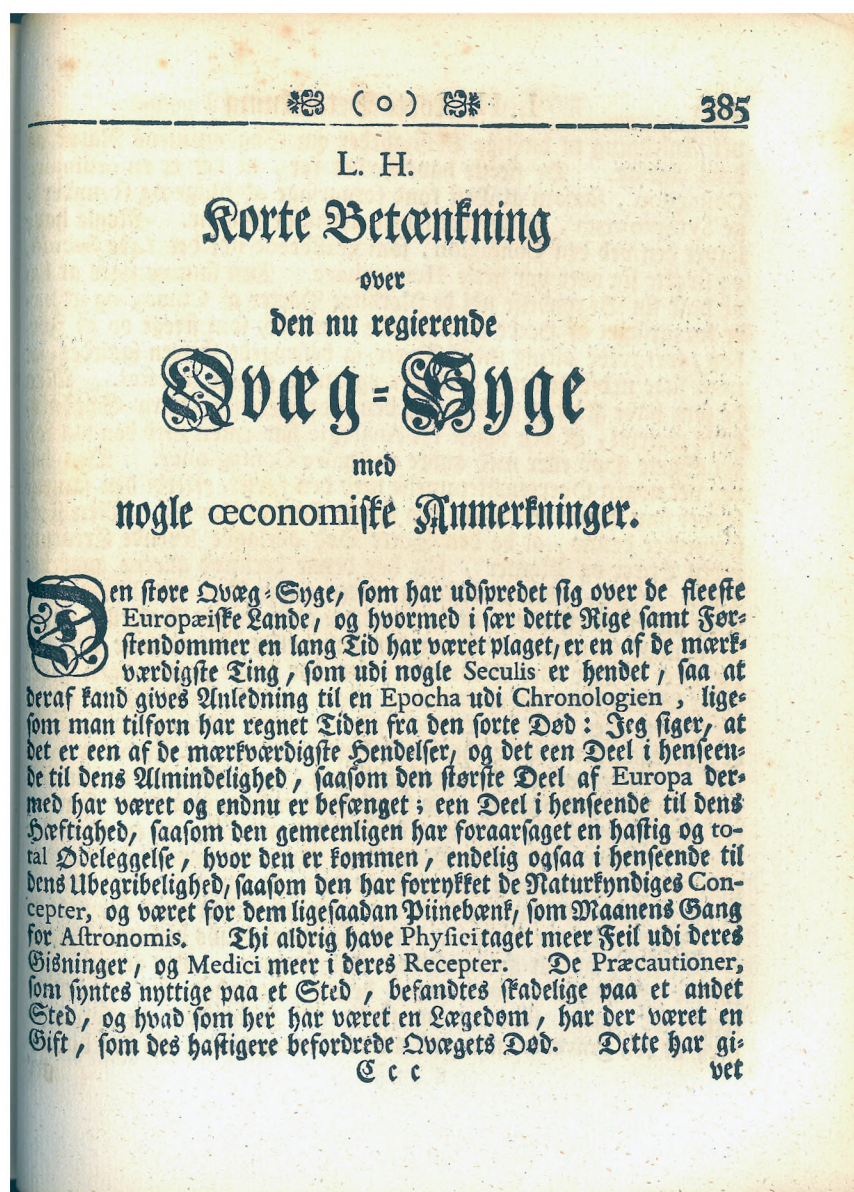 ( o ) 385
L. H.
Korte Betænkning
over
den nu regierende
Qvæg-Syge
med
nogle œconomiske Anmerkninger.
Den store Qvæg-Syge, som har udspredet sig over de fleeste
Europæiske Lande, og hvormed i sær dette Rige samt Før-
stendommer en lang Tid har været plaget, er en af de mærk-
værdigste Ting, som udi nogle Seculis er hendet, saa at
deraf kand gives Anledning til en Epocha udi Chronologien, lige-
som man tilforn har regnet Tiden fra den sorte Død: Jeg siger, at
det er een af de mærkværdigste Hendelser, og det een Deel i henseen-
de til dens Almindelighed, saasom den største Deel af Europa der-
med har været og endnu er befænget; een Deel i henseende til dens
Hæftighed, saasom den gemeenligen har foraarsaget en hastig og to-
tal Ødeleggelse, hvor den er kommen, endelig ogsaa i henseende til
dens Ubegribelighed, saasom den har forrykket de Naturkyndiges Con-
cepter, og været for dem ligesaadan Piinebænk, som Maanens Gang
for Astronomis. Thi aldrig have Physici taget meer Feil udi deres
Gisninger, og Medici meer i deres Recepter. De Præcautioner,
som syntes nyttige paa et Sted, befandtes skadelige paa et andet
Sted, og hvad som her har været en Lægedom, har der været en
Gift, som des hastigere befordrede Qvægets Død. Dette har gi-
C c c vet